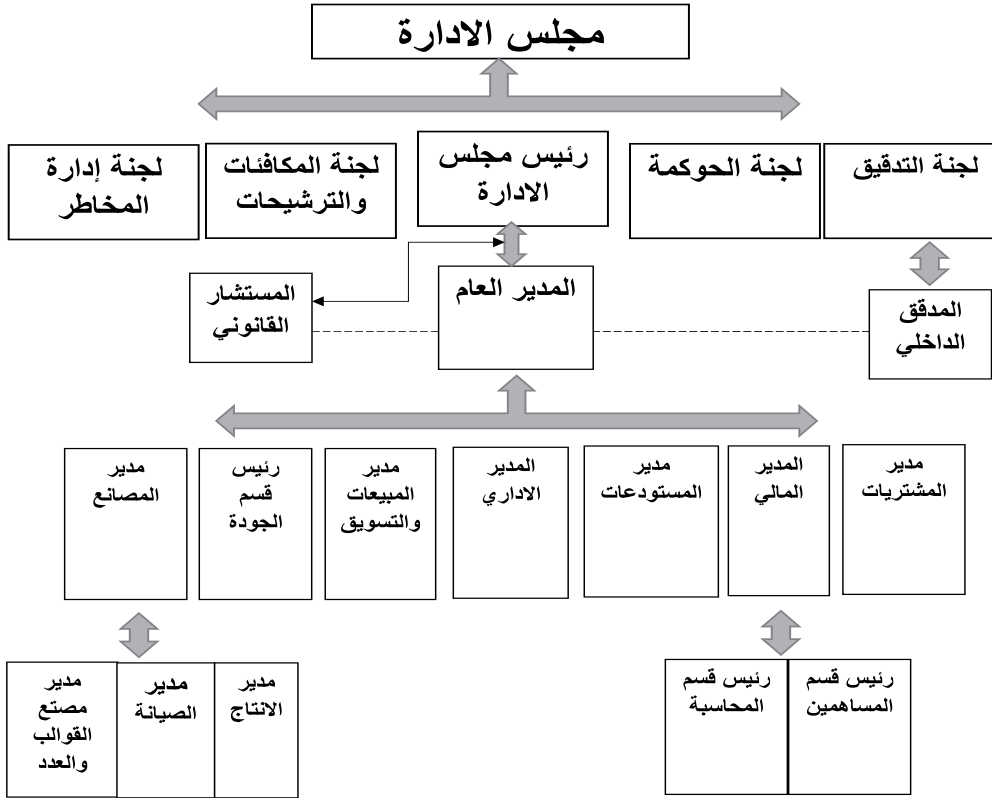 مجلس الادارة
لجنة التدقيق
لجنة الحوكمة
رئيس مجلس
الادارة
لجنة المكافئات
والترشيحات
لجنة إدارة
المخاطر
المدقق
الداخلي
المدير العام
المستشار
القانوني
مدير
المشتريات
المدير
المالي
مدير
المستودعات
المدير
الاداري
مدير
المبيعات
والتسويق
رئيس
قسم
الجودة
مدير
المصانع
رئيس قسم
المساهمين
رئيس قسم
المحاسبة
مدير
الانتاج
مدير
الصيانة
مدير
مصتع
القوالب
والعدد